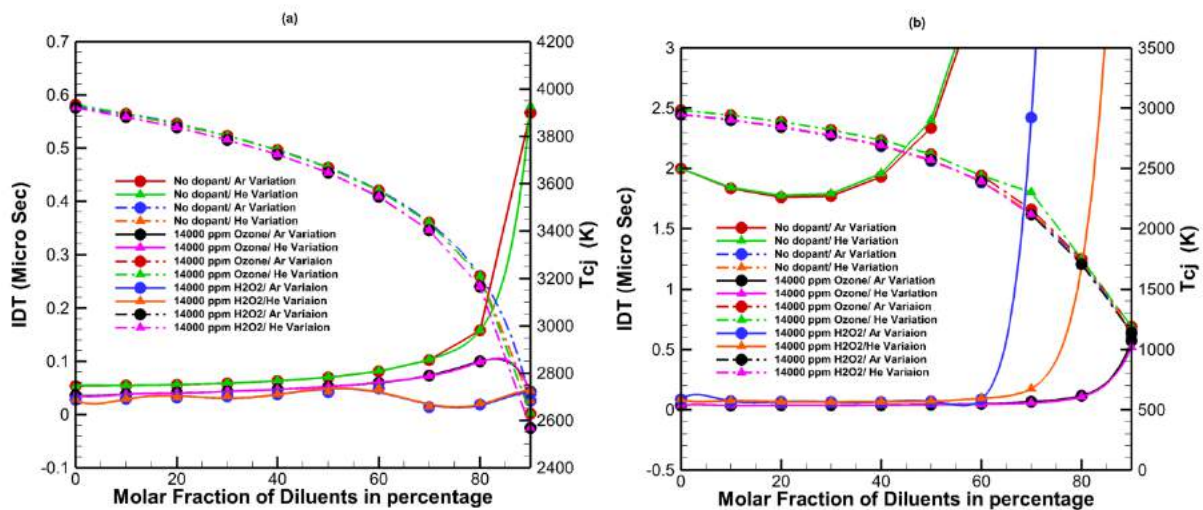 (a)
0.7
0.6
0.5
0.4
0.3
0.2
0.1
0
-0.1
IDT (Micro Sec)
4200
4000
3800
3600
3400
3200
3000
2800
2600
2400
Tcj (K)
0 20 40 60 80
Molar Fraction of Diluents in percentage
No dopant/ Ar Variation
No dopant/ He Variation
No dopant/ Ar Variation
No dopant/ He Variation
14000 ppm Ozone/ Ar Variation
14000 ppm Ozone/ He Variation
14000 ppm Ozone/ Ar Variation
14000 ppm Ozone/ He Variation
14000 ppm H2O2/ Ar Variaion
14000 ppm H2O2/He Variaion
14000 ppm H2O2/ Ar Variaion
14000 ppm H2O2/ He Variaion
(b)
3
2.5
2
1.5
1
0.5
0
-0.5
IDT (Micro Sec)
3500
3000
2500
2000
1500
1000
500
0
Tcj (K)
0 20 40 60 80
Molar Fraction of Diluents in percentage
No dopant/ Ar Variation
No dopant/ He Variation
No dopant/ Ar Variation
No dopant/ He Variation
14000 ppm Ozone/ Ar Variation
14000 ppm Ozone/ He Variation
14000 ppm Ozone/ Ar Variation
14000 ppm Ozone/ He Variation
14000 ppm H2O2/ Ar Variaion
14000 ppm H2O2/He Variaion
14000 ppm H2O2/ Ar Variaion
14000 ppm H2O2/ He Variaion